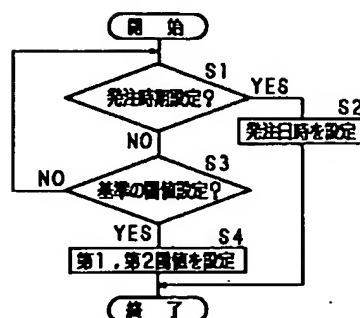 開始
S1
発注時期設定?
YES
S2
発注日時を設定
NO
S3
NO
基準の閾値設定?
YES
S4
第1,第2閾値を設定
終了